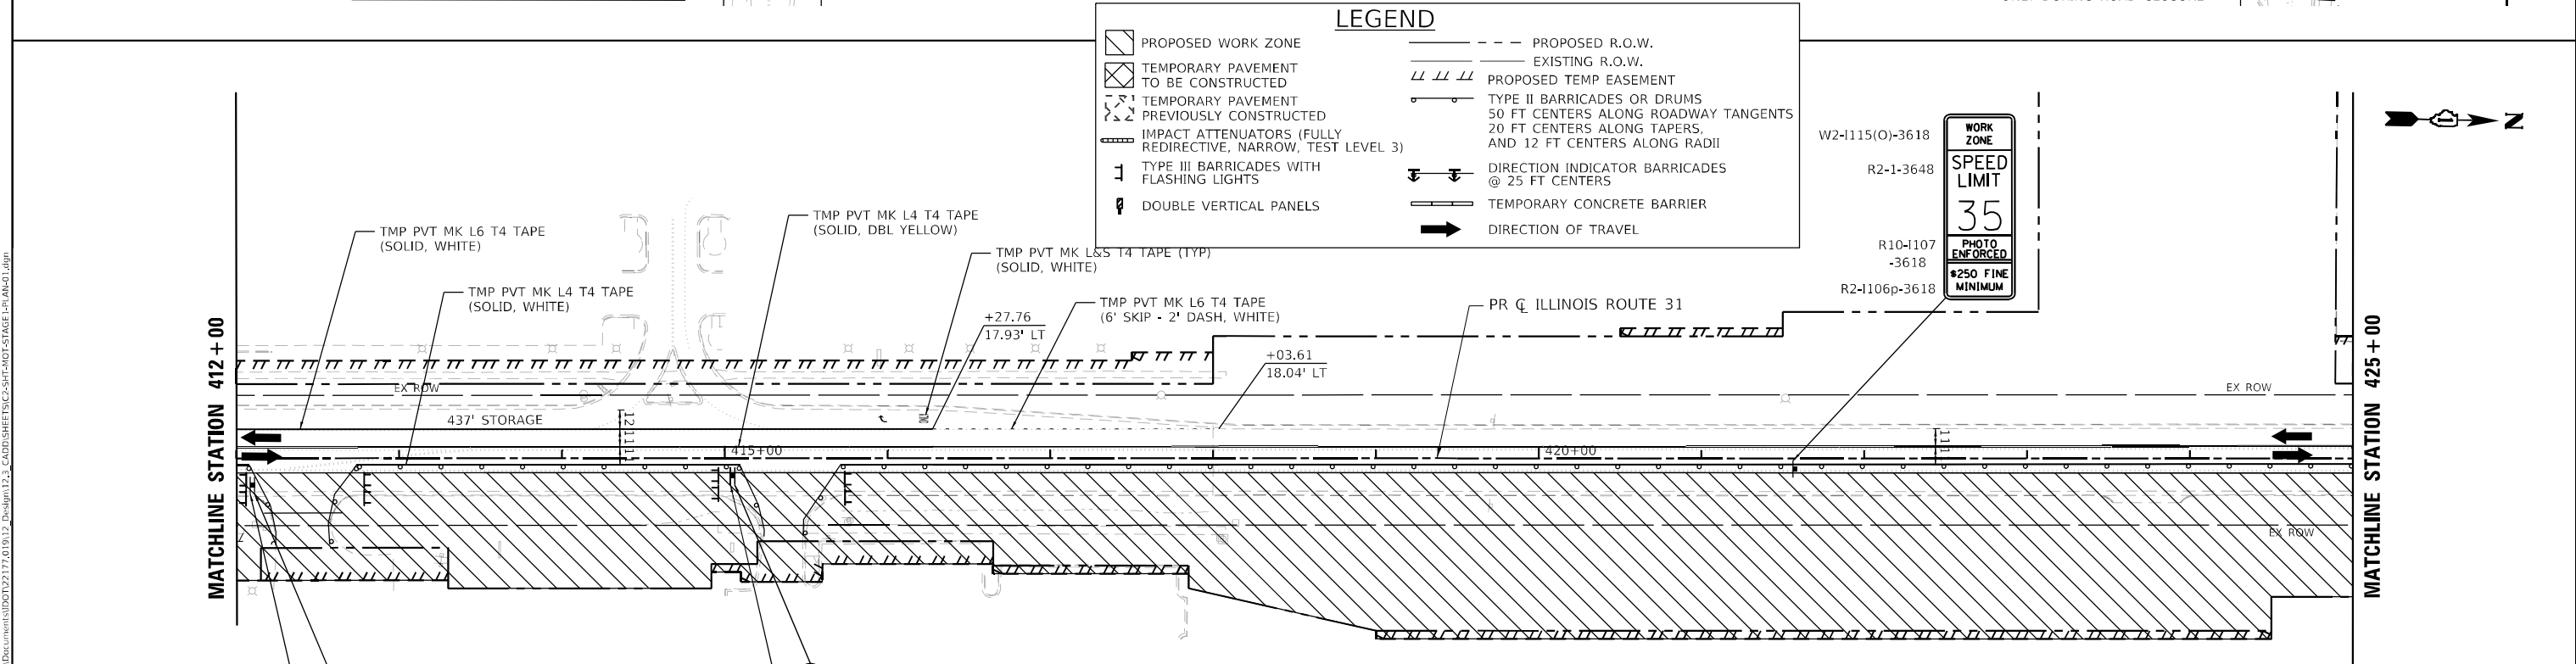 LEGEND
PROPOSED WORK ZONE
TEMPORARY PAVEMENT
TO BE CONSTRUCTED
TEMPORARY PAVEMENT
PREVIOUSLY CONSTRUCTED
IMPACT ATTENUATORS (FULLY
REDIRECTIVE, NARROW, TEST LEVEL 3)
TYPE III BARRICADES WITH
FLASHING LIGHTS
DOUBLE VERTICAL PANELS
PROPOSED R.O.W.
EXISTING R.O.W.
PROPOSED TEMP EASEMENT
TYPE II BARRICADES OR DRUMS
50 FT CENTERS ALONG ROADWAY TANGENTS
20 FT CENTERS ALONG TAPERS,
AND 12 FT CENTERS ALONG RADII
DIRECTION INDICATOR BARRICADES
@ 25 FT CENTERS
TEMPORARY CONCRETE BARRIER
DIRECTION OF TRAVEL
W2-I115(O)-3618
R2-1-3648
R10-I107
-3618
R2-I106p-3618
WORK
ZONE
SPEED
LIMIT
35
PHOTO
ENFORCED
$250 FINE
MINIMUM
N
MATCHLINE STATION 412+00
TMP PVT MK L6 T4 TAPE
(SOLID, WHITE)
TMP PVT MK L4 T4 TAPE
(SOLID, WHITE)
TMP PVT MK L4 T4 TAPE
(SOLID, DBL YELLOW)
TMP PVT MK L&S T4 TAPE (TYP)
(SOLID, WHITE)
+27.76
17.93' LT
TMP PVT MK L6 T4 TAPE
(6' SKIP - 2' DASH, WHITE)
+03.61
18.04' LT
PR ℄ ILLINOIS ROUTE 31
EX ROW
EX ROW
437' STORAGE
415+00
420+00
EX ROW
MATCHLINE STATION 425+00